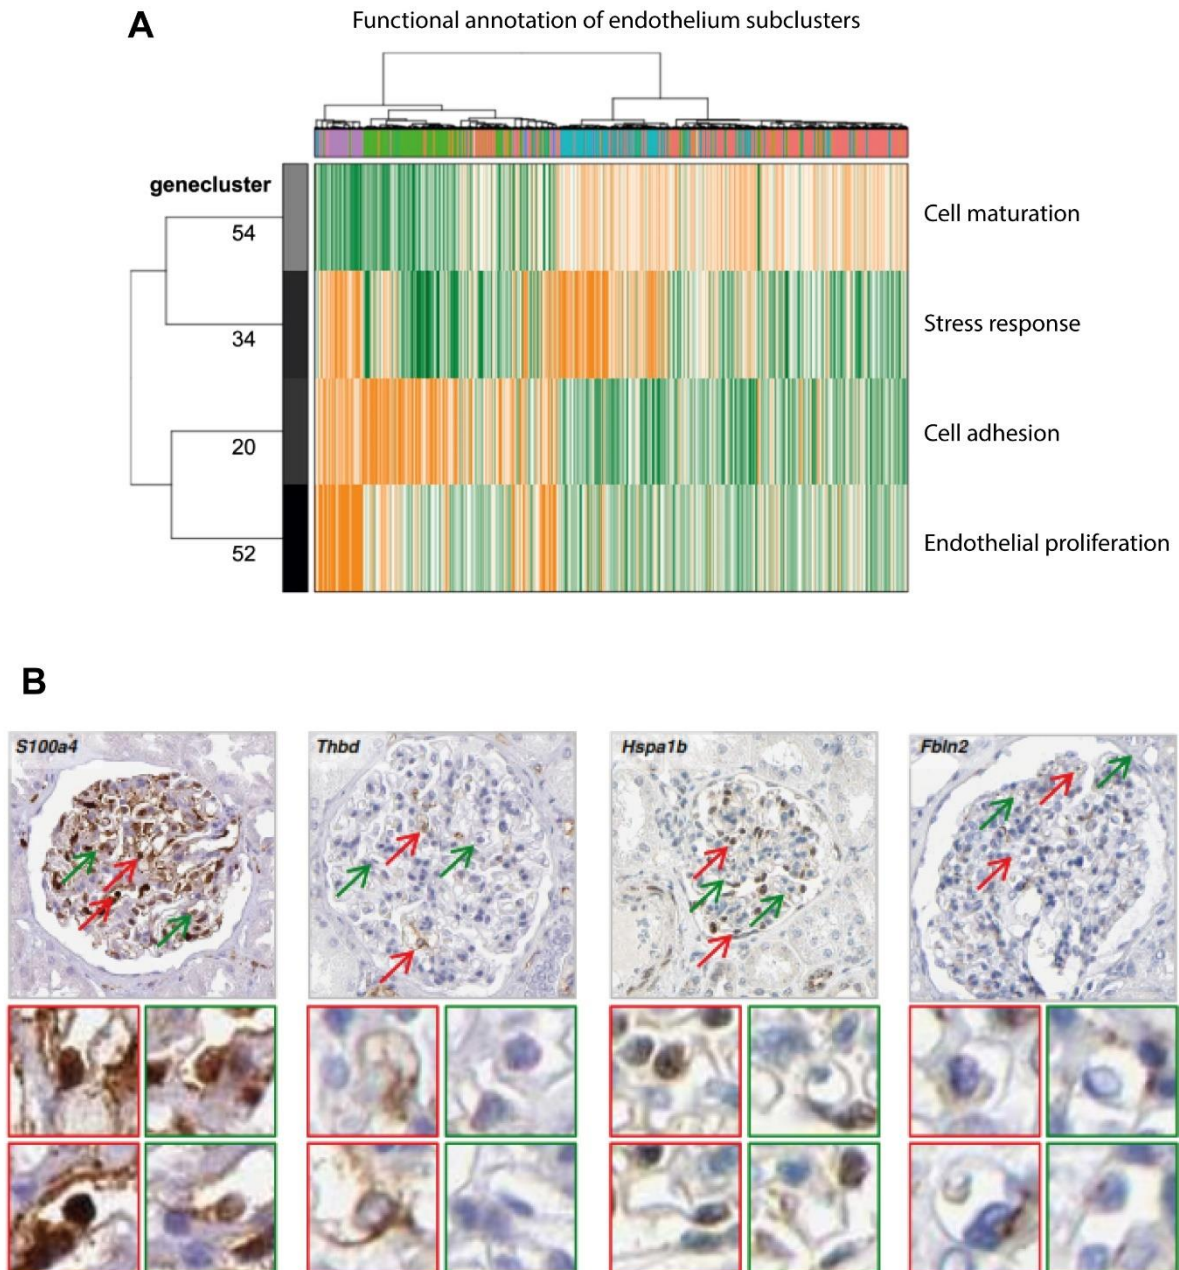 A
Functional annotation of endothelium subclusters
genecluster
54
34
20
52
Cell maturation
Stress response
Cell adhesion
Endothelial proliferation
B
S100a4
Thbd
Hspa1b
Fbln2